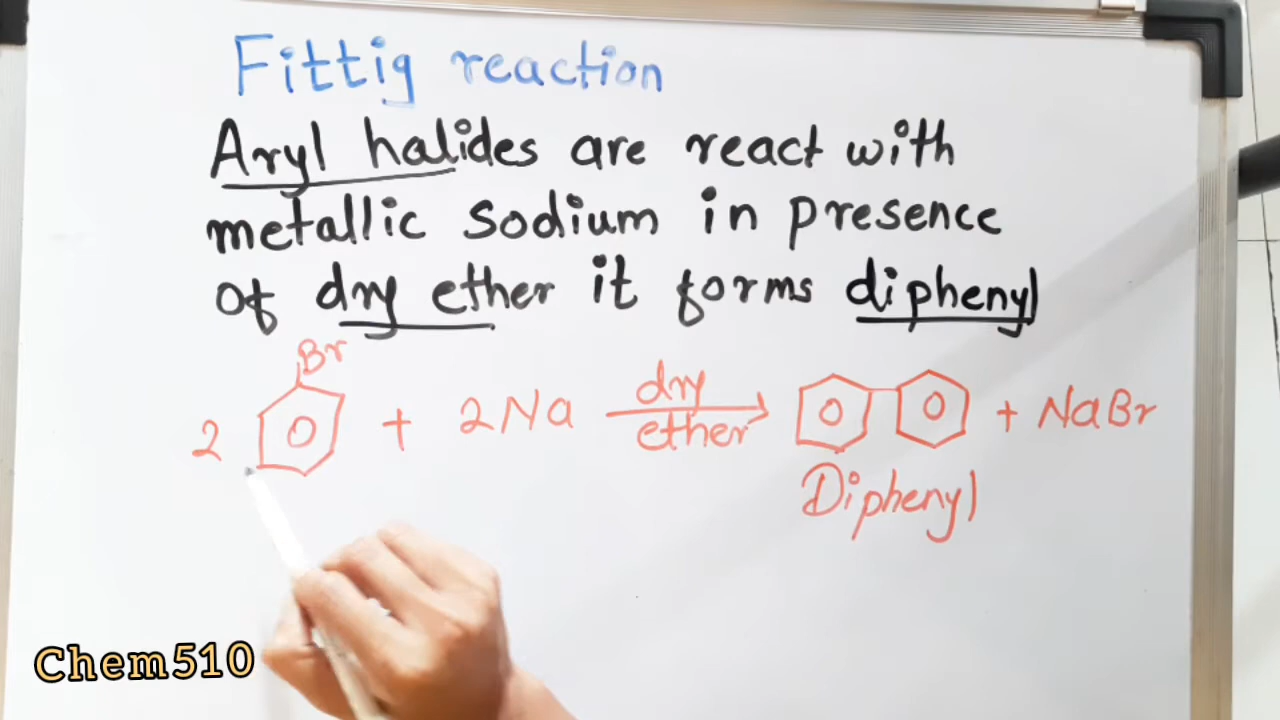 Fittig reaction
Aryl halides are react with
metallic sodium in presence
of dry ether it forms diphenyl
Br
2 + 2Na dry ether + NaBr
Diphenyl
Chem510